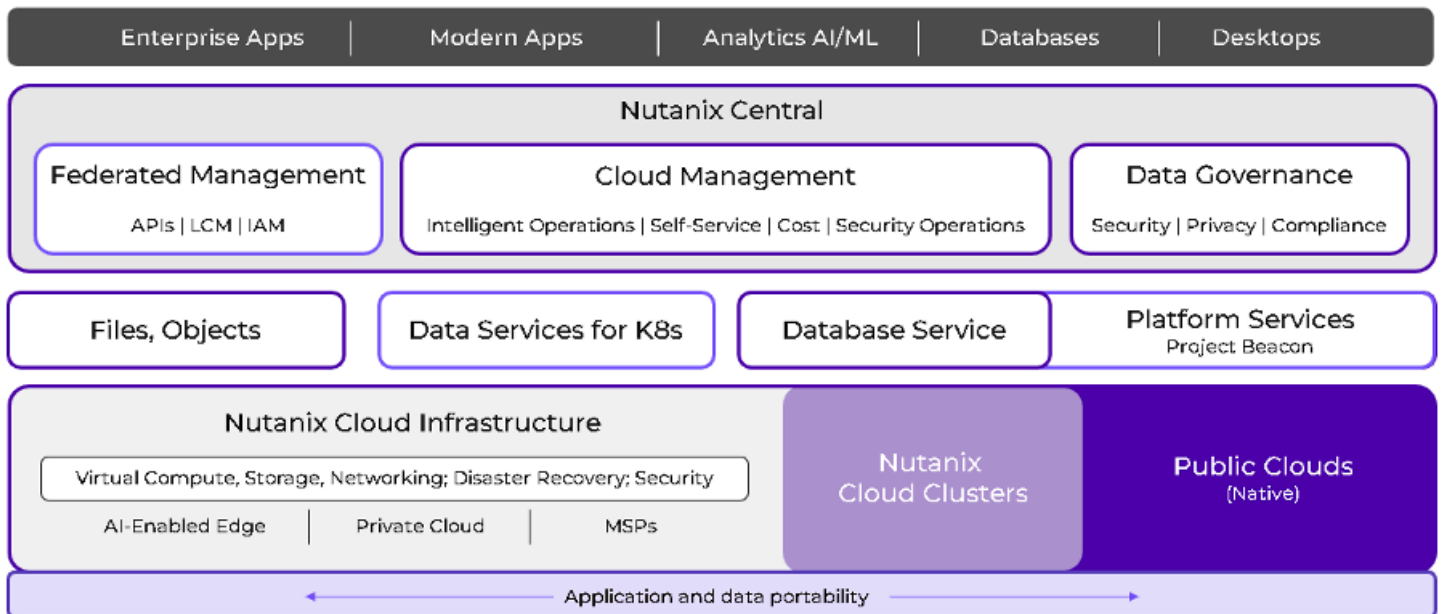 Enterprise Apps | Modern Apps | Analytics AI/ML | Databases | Desktops
Nutanix Central
Federated Management
APIs | LCM | IAM
Cloud Management
Intelligent Operations | Self-Service | Cost | Security Operations
Data Governance
Security | Privacy | Compliance
Files, Objects
Data Services for K8s
Database Service
Platform Services
Project Beacon
Nutanix Cloud Infrastructure
Virtual Compute, Storage, Networking; Disaster Recovery; Security
AI-Enabled Edge | Private Cloud | MSPs
Nutanix
Cloud Clusters
Public Clouds
(Native)
Application and data portability